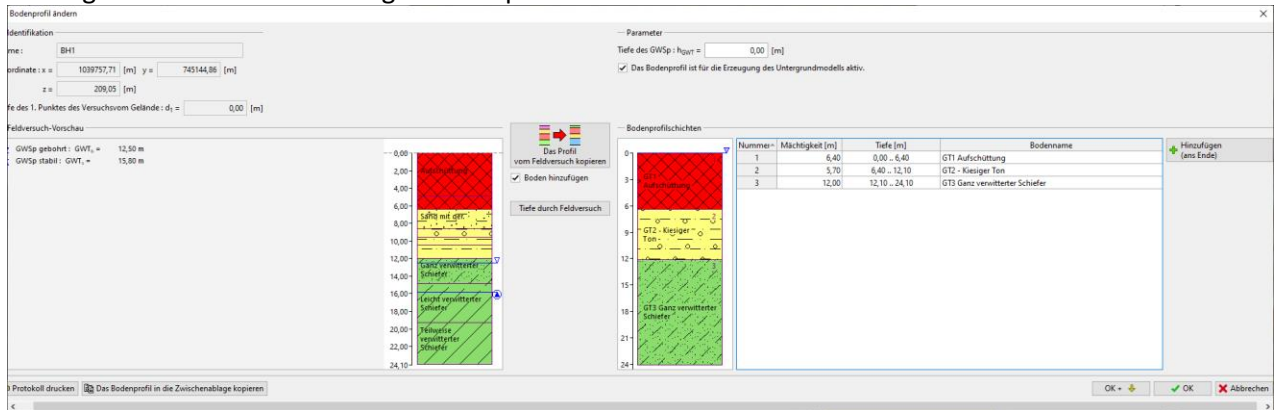 Bodenprofil ändern
Identifikation
BH1
x = 1039757,71 [m] y = 745144,86 [m]
z = 209,05 [m]
1. Punktes des Versuchsvom Gelände : d₁ = 0,00 [m]
Parameter
Tiefe des GWSp : hGWT = 0,00 [m]
Das Bodenprofil ist für die Erzeugung des Untergrundmodells aktiv.
Feldversuch-Vorschau
GWSp gebohrt : GWT, = 12,50 m
GWSp stabil : GWT, = 15,80 m
0,00
2,00
4,00
6,00
8,00
10,00
12,00
14,00
16,00
18,00
20,00
22,00
24,10
Aufschüttung
Sand mit der
Ganz verwitterter
Schiefer
Leicht verwitterter
Schiefer
Teilweise
verwitterter
Schiefer
Das Profil
vom Feldversuch kopieren
Boden hinzufügen
Tiefe durch Feldversuch
Bodenprofilschichten
0
3
6
9
12
15
18
21
24
GT1
Aufschüttung
2
GT2 - Kiesiger
Ton
3
GT3 Ganz verwitterter
Schiefer
Nummer Mächtigkeit [m] Tiefe [m] Bodenname
1 6,40 0,00 .. 6,40 GT1 Aufschüttung
2 5,70 6,40 .. 12,10 GT2 - Kiesiger Ton
3 12,00 12,10 .. 24,10 GT3 Ganz verwitterter Schiefer
Hinzufügen
(ans Ende)
Protokoll drucken Das Bodenprofil in die Zwischenablage kopieren
OK + OK Abbrechen